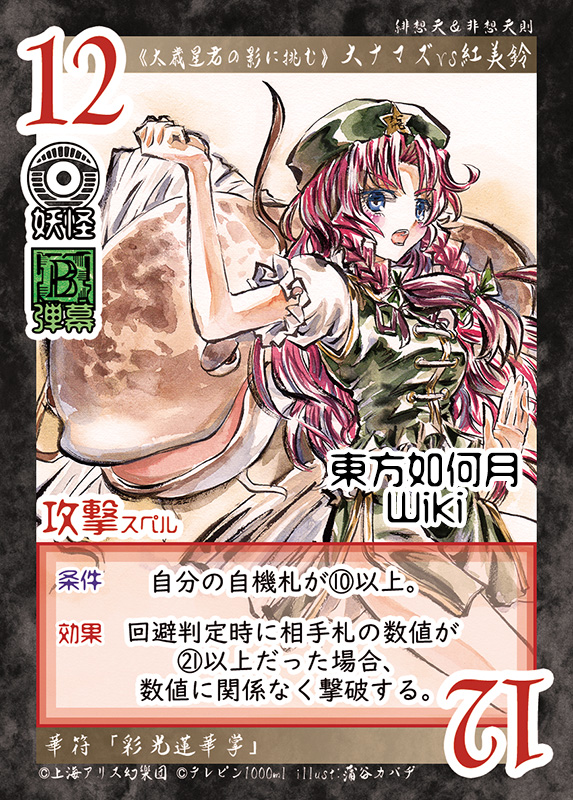 緋想天&非想天則
12
《太歳星君の影に挑む》 大ナマズvs紅美鈴
妖怪
B
弾幕
東方如何月
Wiki
攻撃スペル
条件 自分の自機札が⑩以上。
効果 回避判定時に相手札の数値が
㉑以上だった場合、
数値に関係なく撃破する。
12
華符「彩光蓮華掌」
©上海アリス幻樂団 ©テレビン1000ml illust:蒲谷カバヂ